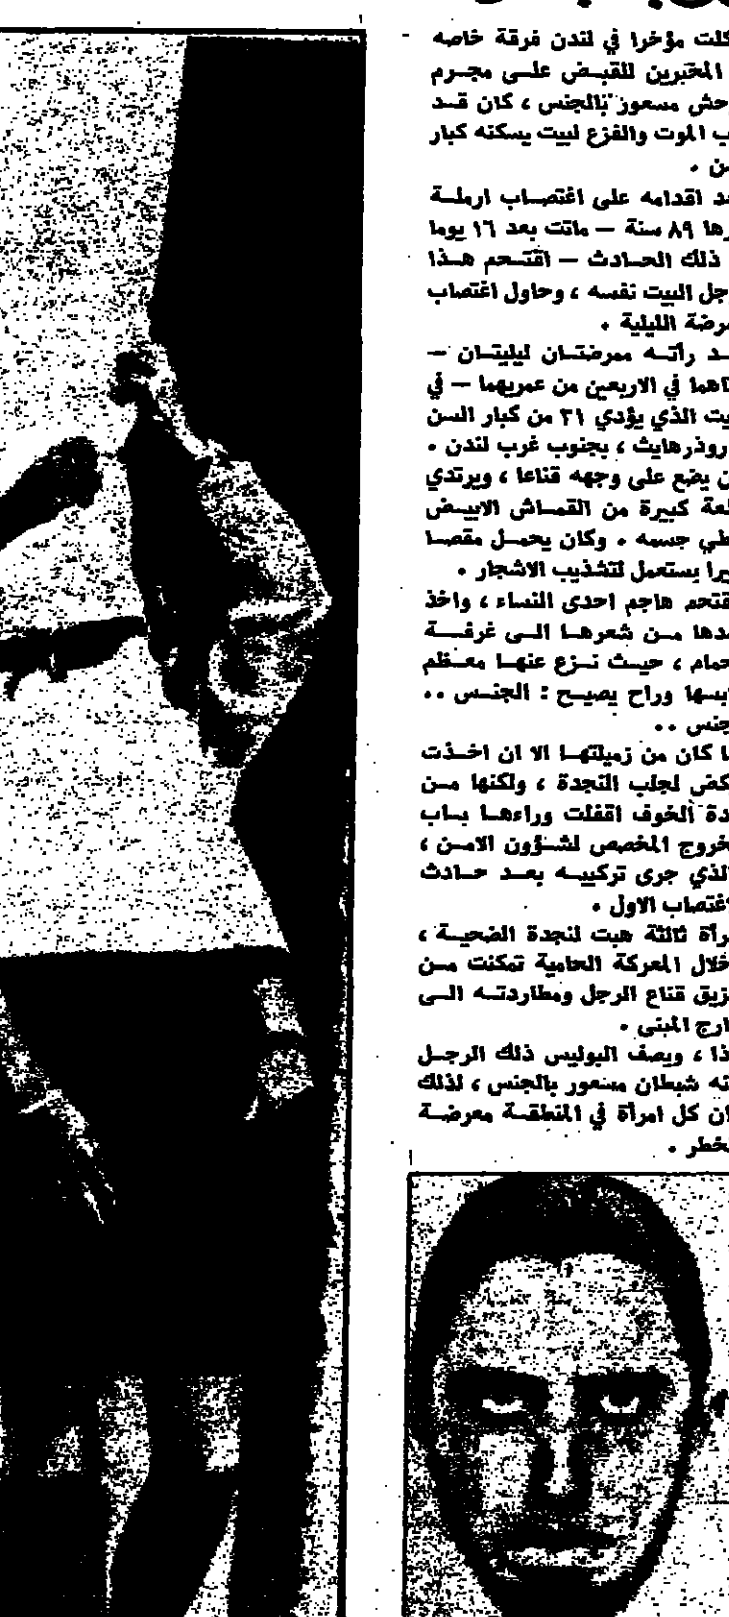 كلت مؤخرا في لندن فرقة خاصه
المخبرين للقبض على مجرم
حش مسعور بالجنس ، كان قد
ب الموت والفزع لبيت يسكنه كبار
ن .
د اقدامه على اغتصاب ارملة
رها ٨٩ سنة — ماتت بعد ١٦ يوما
ذلك الحادث — اقتحم هذا
جل البيت نفسه ، وحاول اغتصاب
مرضة الليلية .
ـد رأته ممرضتان ليليتان —
تاهما في الاربعين من عمريهما — في
يت الذي يؤدي ٣١ من كبار السن
روذرهايث ، بجنوب غرب لندن .
ن يضع على وجهه قناعا ، ويرتدي
لعة كبيرة من القماش الابيض
طي جسمه . وكان يحمل مقصا
يرا يستعمل لتشذيب الاشجار .
قتحم هاجم احدى النساء ، واخذ
دها من شعرها الى غرفة
حمام ، حيث نزع عنها معظم
بسها وراح يصيح : الجنس ..
جنس ..
ا كان من زميلتها الا ان اخذت
كض لجلب النجدة ، ولكنها من
دة الخوف اقفلت وراءها باب
خروج المخصص لشؤون الامن ،
لذي جرى تركيبه بعد حادث
غتصاب الاول .
رأة ثالثة هبت لنجدة الضحية ،
خلال المعركة الحامية تمكنت من
زيق قناع الرجل ومطاردته الى
ارج المبنى .
ذا ، ويصف البوليس ذلك الرجل
نه شيطان مسعور بالجنس ، لذلك
ان كل امرأة في المنطقة معرضة
خطر .